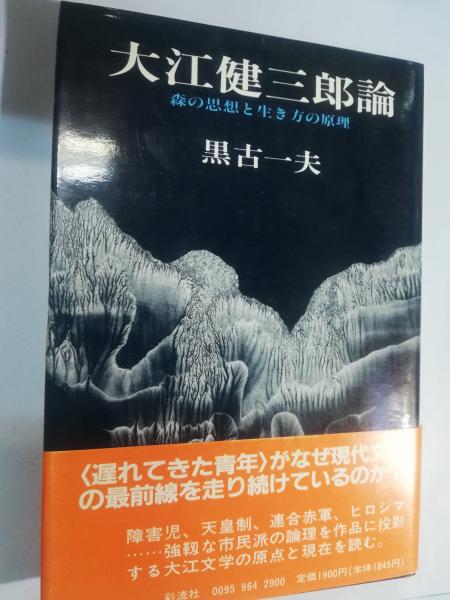 大江健三郎論
森の思想と生き方の原理
黒古一夫
〈遅れてきた青年〉がなぜ現代文
の最前線を走り続けているのか
障害児、天皇制、連合赤軍、ヒロシマ
……強靱な市民派の論理を作品に投影
する大江文学の原点と現在を読む。
彩流社 0095 964 2900 定価1900円(本体1845円)